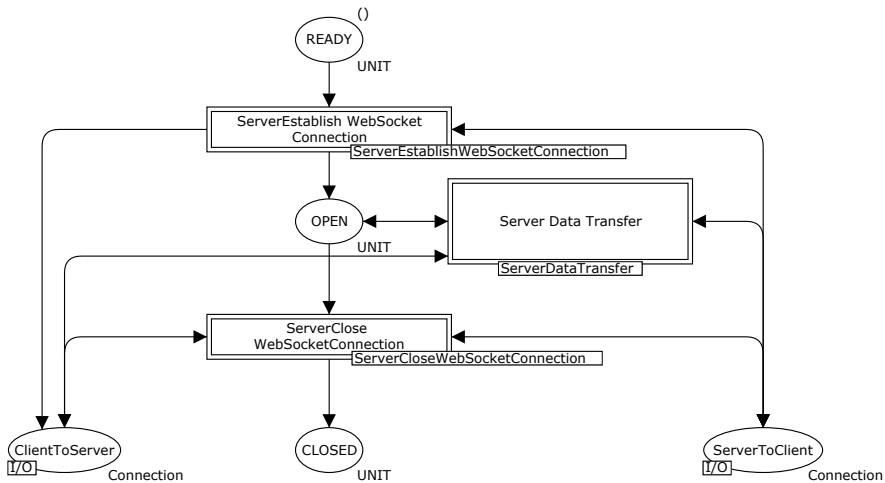 ()
READY
UNIT
ServerEstablish WebSocket
Connection
ServerEstablishWebSocketConnection
OPEN
Server Data Transfer
UNIT
ServerDataTransfer
ServerClose
WebSocketConnection
ServerCloseWebSocketConnection
ClientToServer
CLOSED
ServerToClient
I/O
I/O
Connection
UNIT
Connection